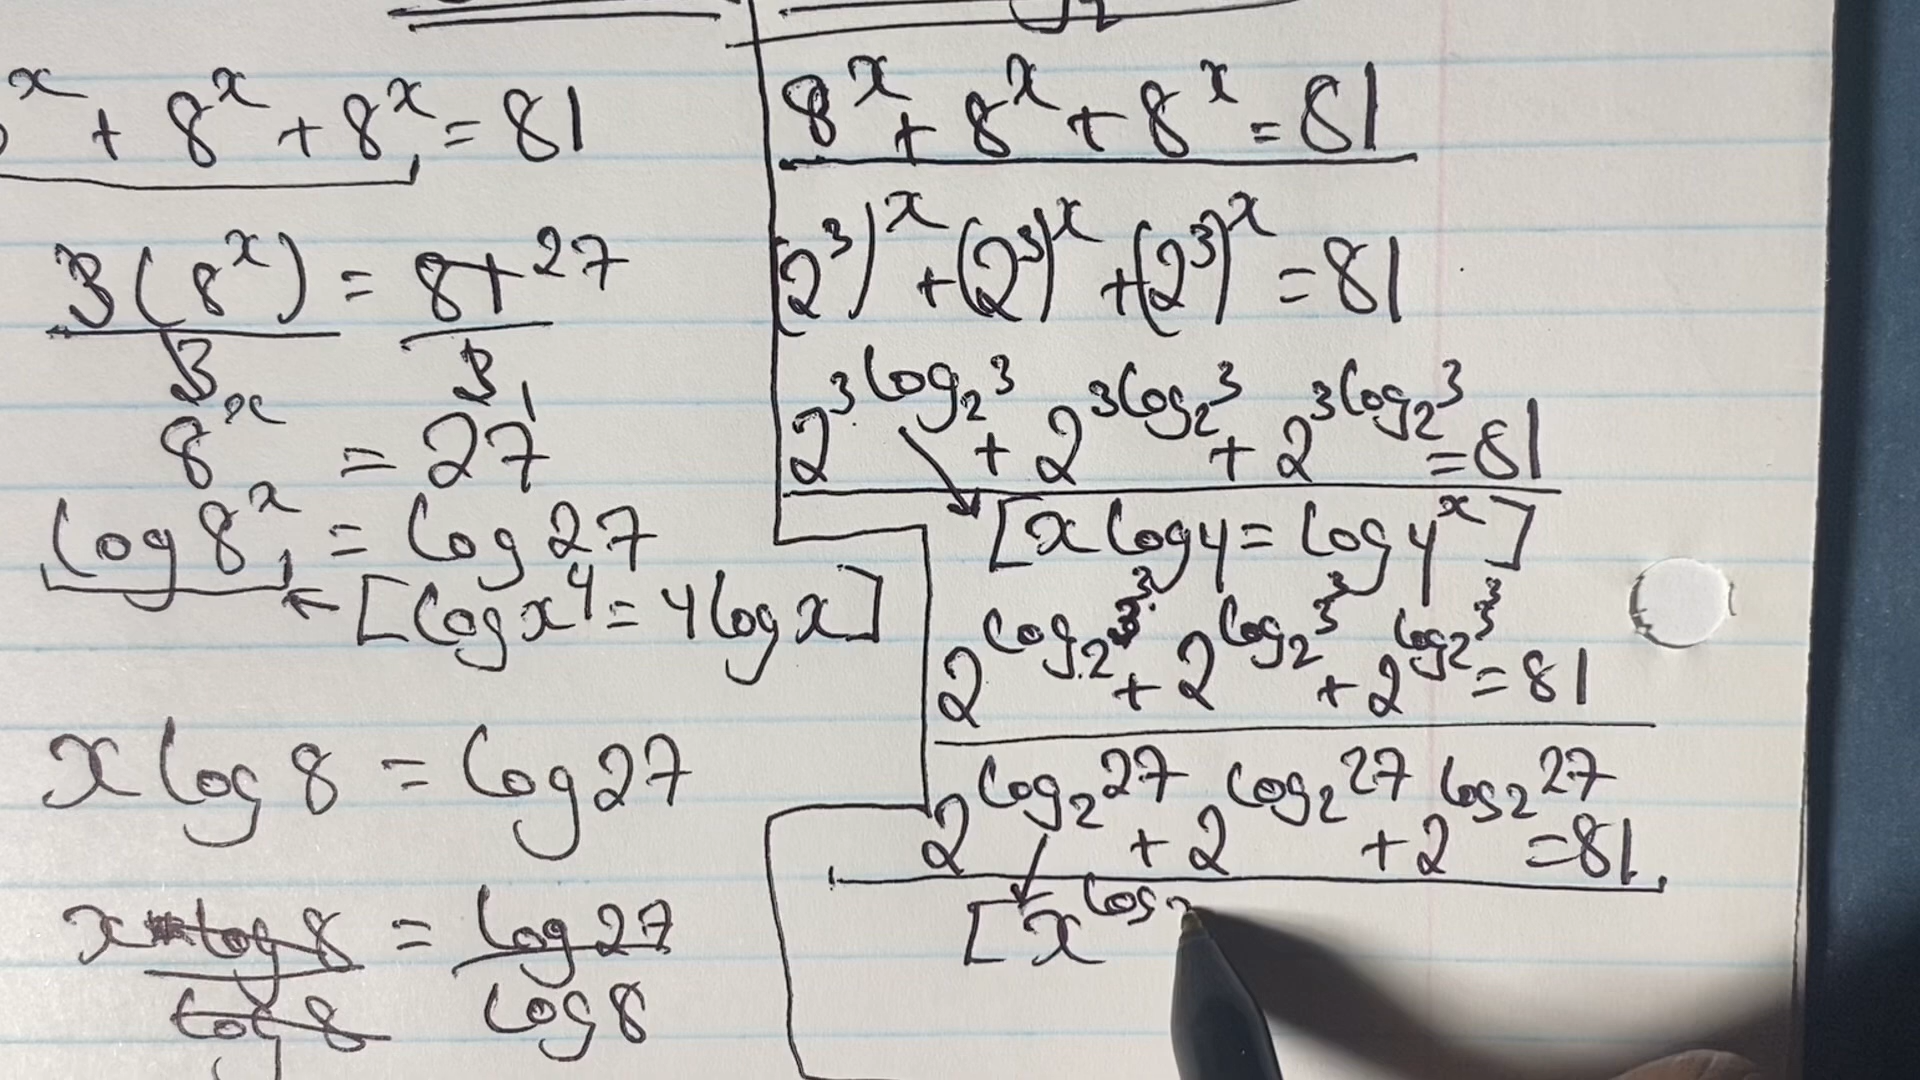 x + 8^x + 8^x = 81
3(8^x) = 81 27
3 3 1
8^x = 27
log 8^x = log 27
← [log x^y = y log x]
x log 8 = log 27
x log 8 = log 27
log 8 log 8
8^x + 8^x + 8^x = 81
(2^3)^x + (2^3)^x + (2^3)^x = 81
2^{3 log_2 3} + 2^{3 log_2 3} + 2^{3 log_2 3} = 81
[x log y = log y^x]
2^{log_2 3^3} + 2^{log_2 3^3} + 2^{log_2 3^3} = 81
2^{log_2 27} + 2^{log_2 27} + 2^{log_2 27} = 81
[x^{log